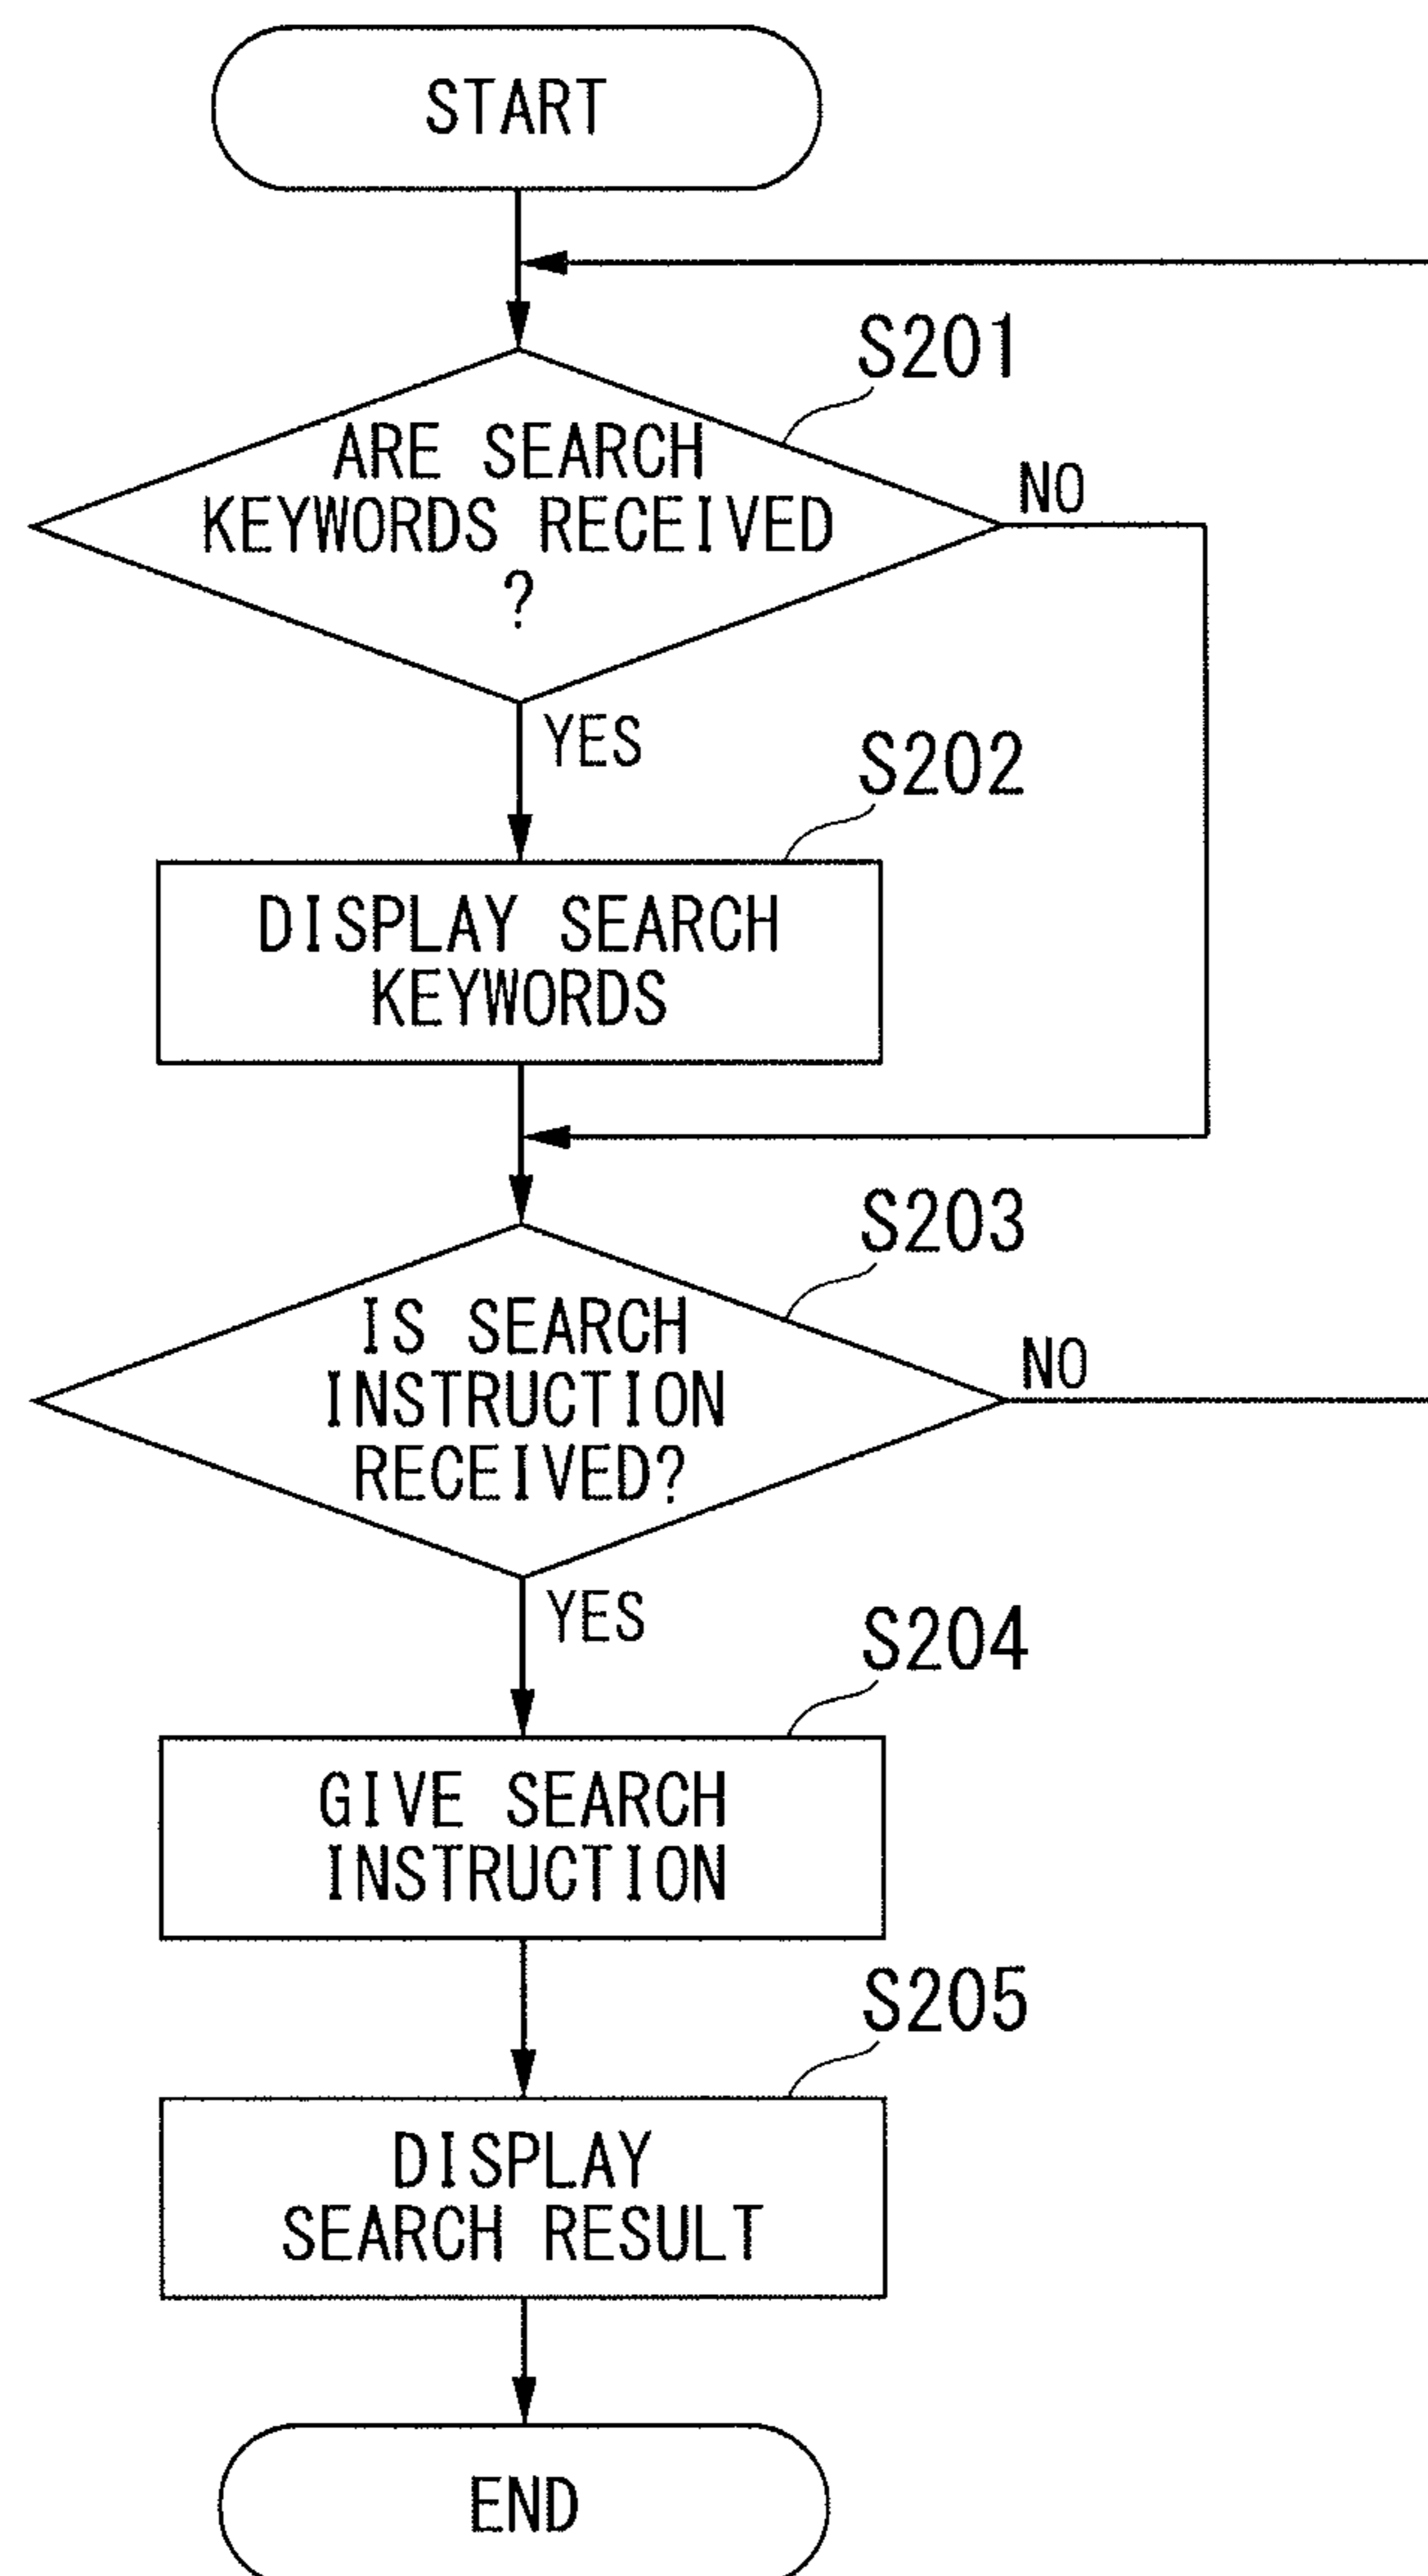 START
S201
ARE SEARCH
KEYWORDS RECEIVED
?
NO
YES
S202
DISPLAY SEARCH
KEYWORDS
S203
IS SEARCH
INSTRUCTION
RECEIVED?
NO
YES
S204
GIVE SEARCH
INSTRUCTION
S205
DISPLAY
SEARCH RESULT
END